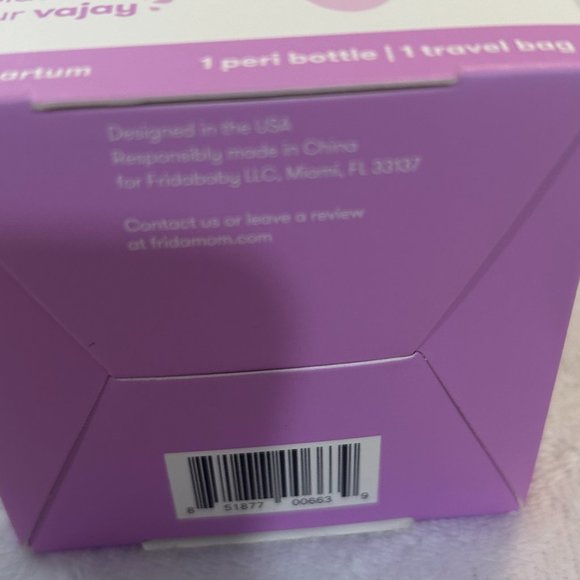 ur vajay
artum
1 peri bottle | 1 travel bag
Designed in the USA
Responsibly made in China
for Fridababy LLC, Miami, FL 33137
Contact us or leave a review
at fridamom.com
8 51877 00663 9